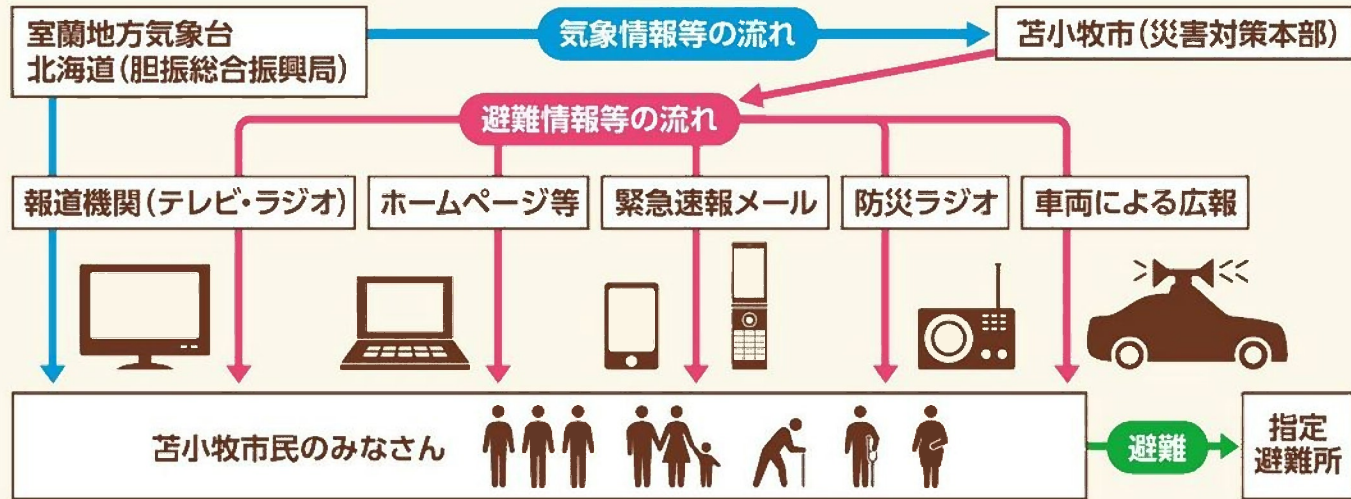 室蘭地方気象台
北海道(胆振総合振興局)
気象情報等の流れ
苫小牧市(災害対策本部)
避難情報等の流れ
報道機関(テレビ・ラジオ)
ホームページ等
緊急速報メール
防災ラジオ
車両による広報
苫小牧市民のみなさん
避難
指定
避難所